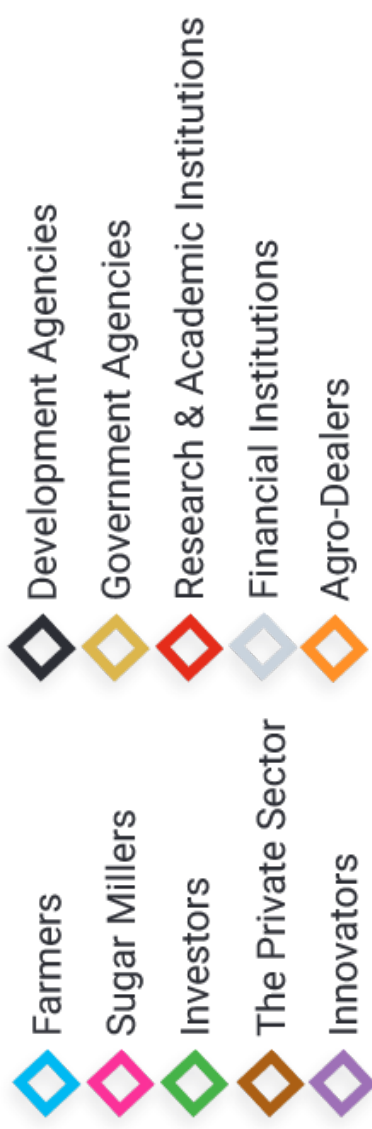 Farmers
Sugar Millers
Investors
The Private Sector
Innovators
Development Agencies
Government Agencies
Research & Academic Institutions
Financial Institutions
Agro-Dealers